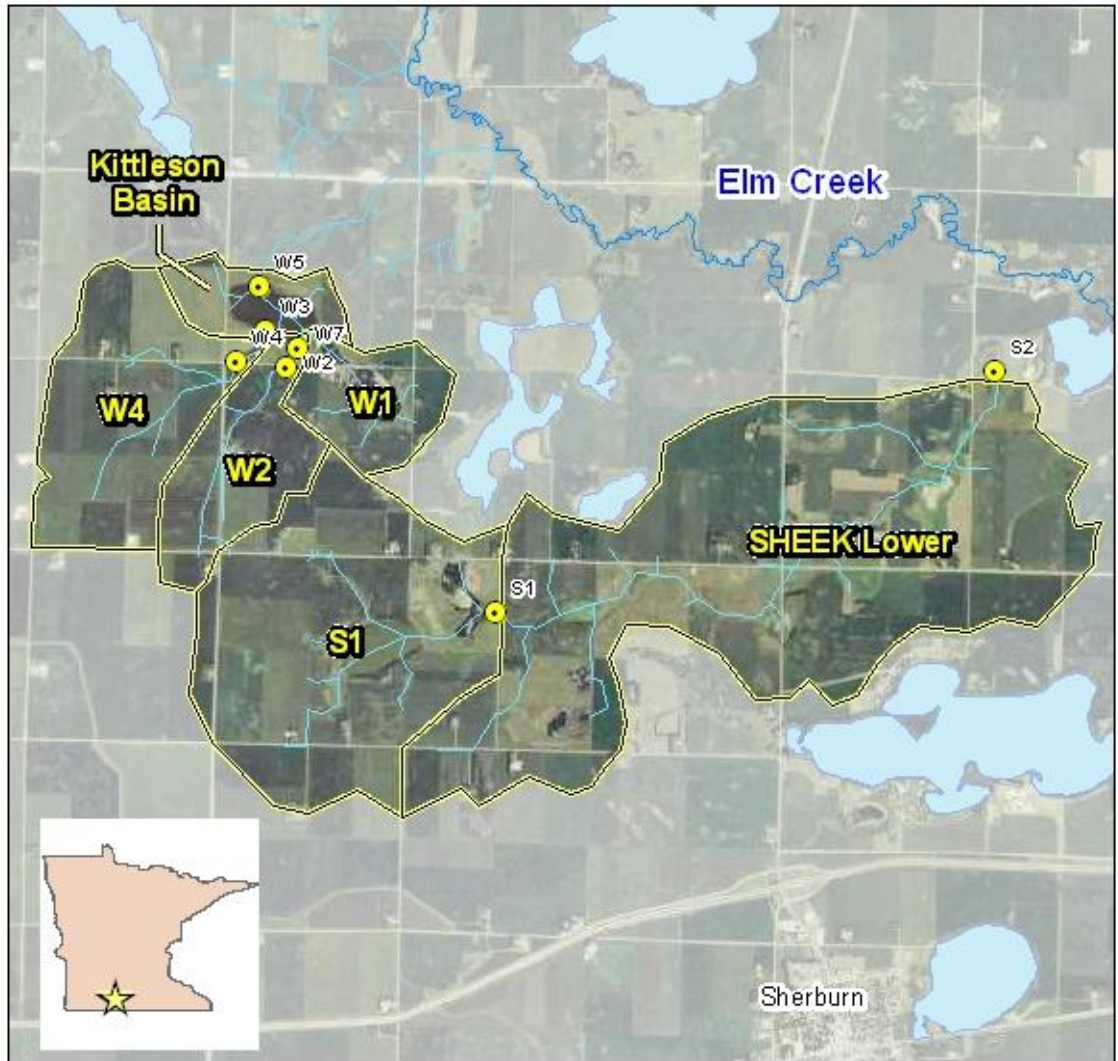 Kittleson
Basin
Elm Creek
W5
W3
W4
W7
W2
S2
W4
W1
W2
SHEEK Lower
S1
S1
Sherburn